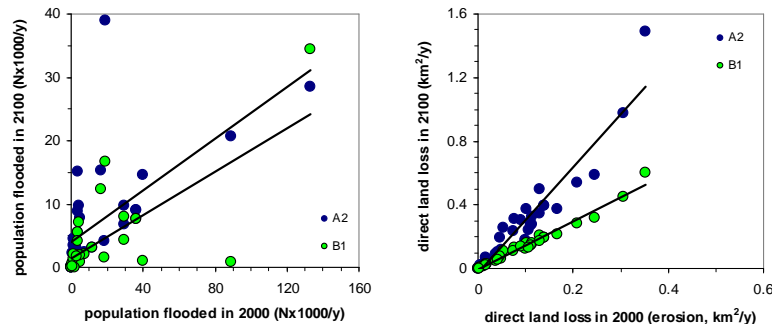 population flooded in 2100 (Nx1000/y)
40
30
20
10
0
0 40 80 120 160
A2
B1
population flooded in 2000 (Nx1000/y)
direct land loss in 2100 (km²/y)
1.6
1.2
0.8
0.4
0
0 0.2 0.4 0.6
A2
B1
direct land loss in 2000 (erosion, km²/y)